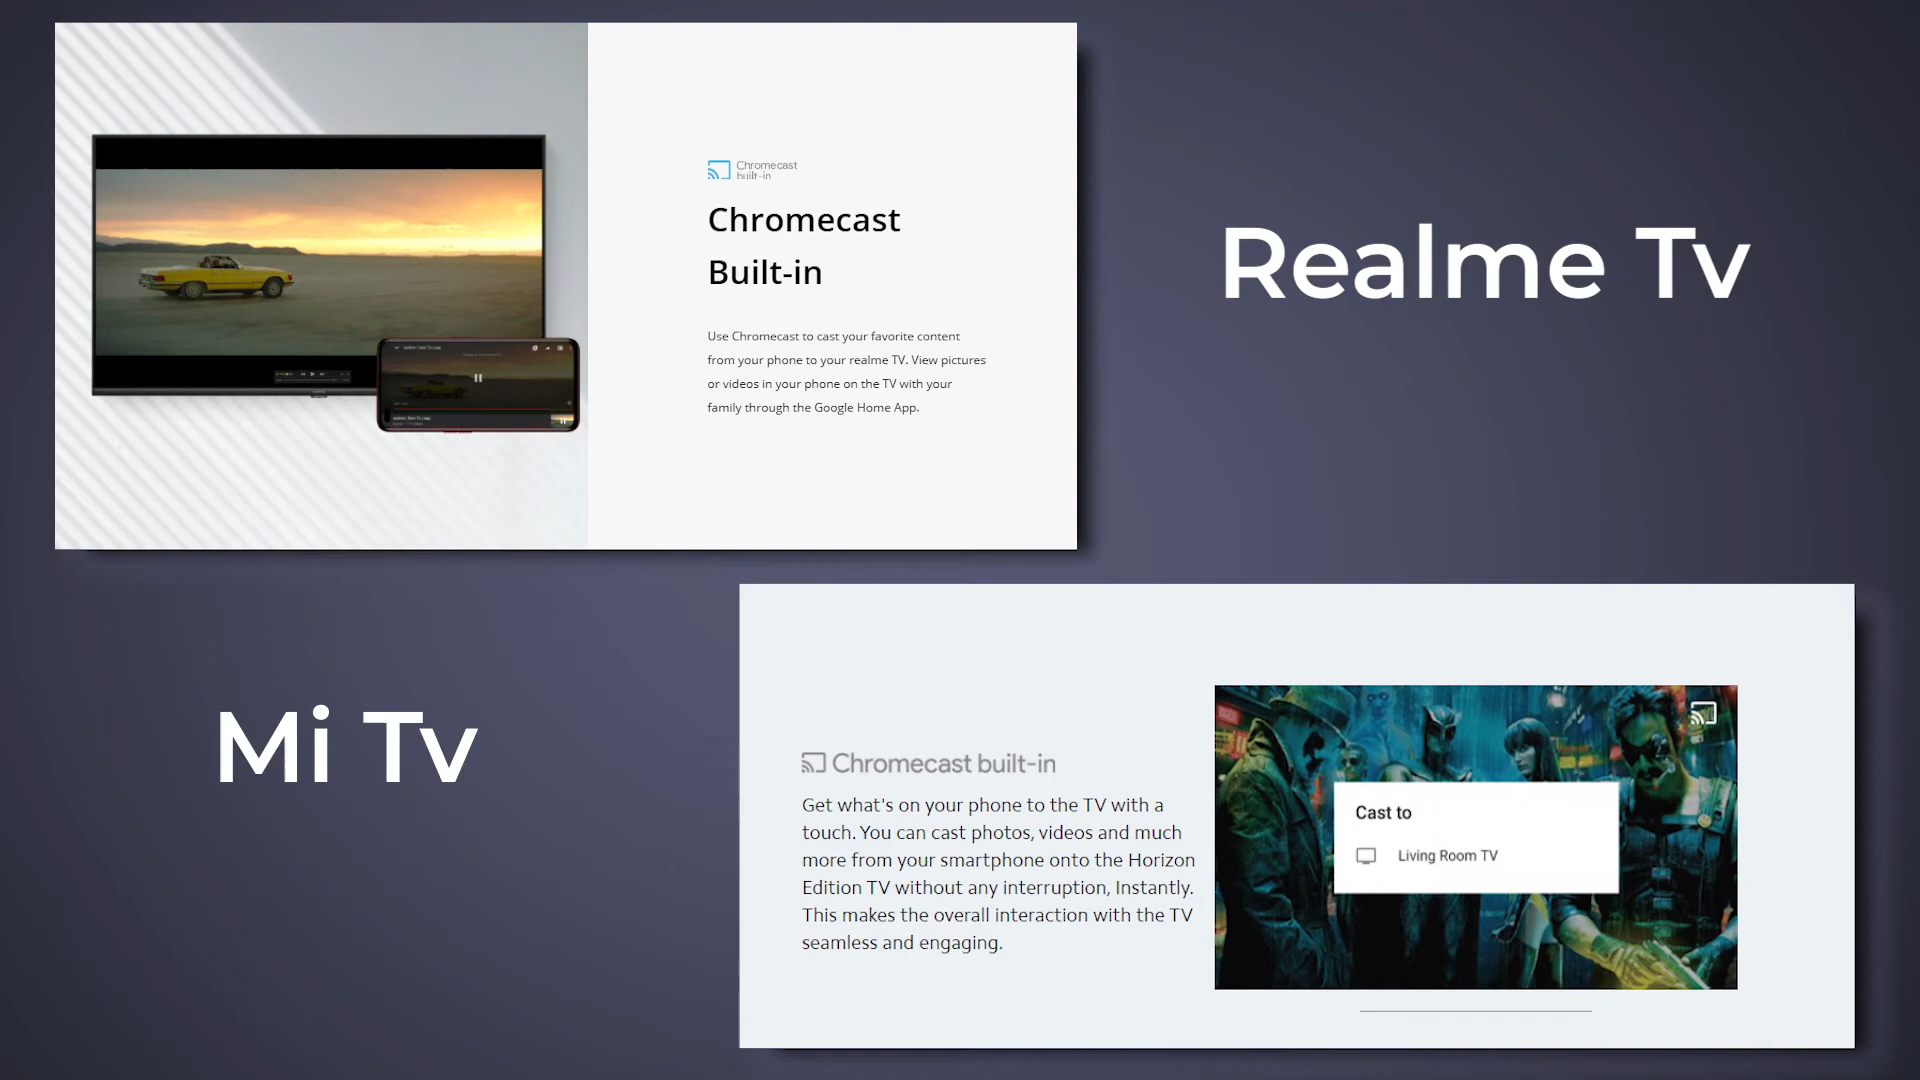 Chromecast
built-in
Chromecast
Built-in
Use Chromecast to cast your favorite content
from your phone to your realme TV. View pictures
or videos in your phone on the TV with your
family through the Google Home App.
Realme Tv
Mi Tv
Chromecast built-in
Get what's on your phone to the TV with a
touch. You can cast photos, videos and much
more from your smartphone onto the Horizon
Edition TV without any interruption, Instantly.
This makes the overall interaction with the TV
seamless and engaging.
Cast to
Living Room TV